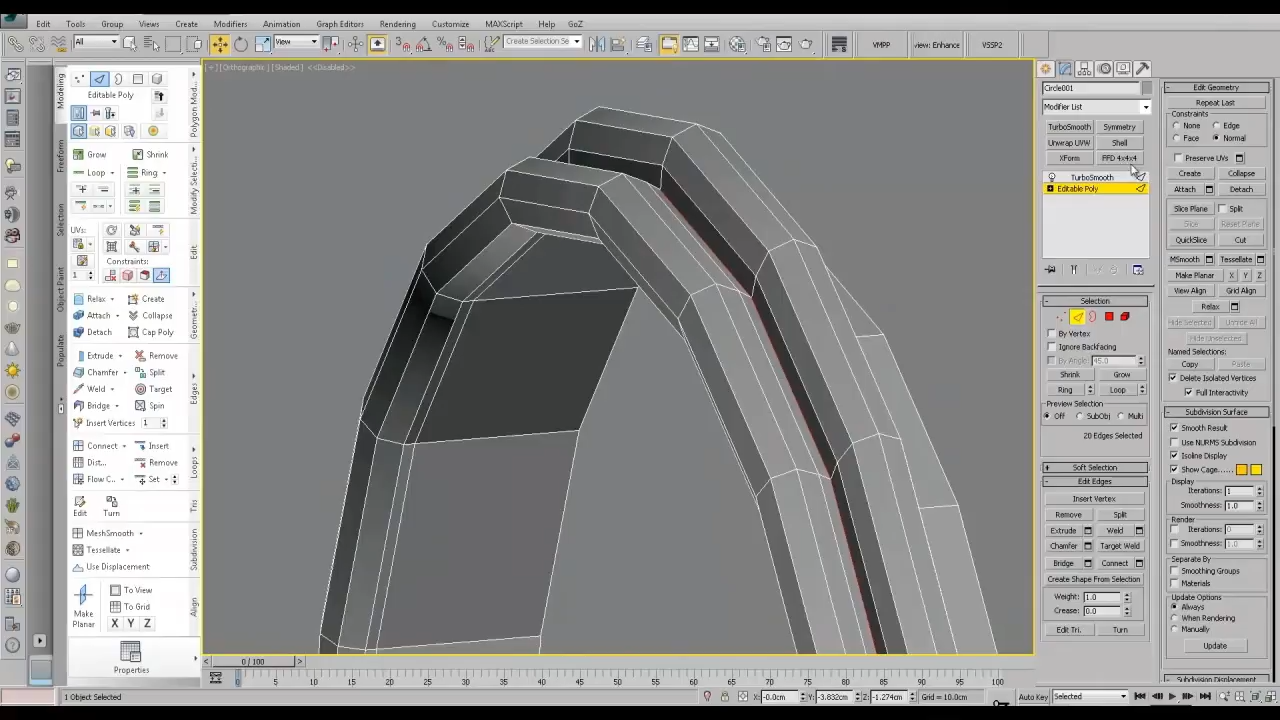 Edit Tools Group Views Create Modifiers Animation Graph Editors Rendering Customize MAXScript Help GoZ
All View Create Selection Se VMPP view: Enhance VSSP2
[ + ] [ Orthographic ] [ Shaded ] <<Disabled>>
Modeling
Freeform
Selection
Object Paint
Populate
Editable Poly
Grow Shrink
Loop Ring
UVs:
Constraints:
1
Relax Create
Attach Collapse
Detach Cap Poly
Extrude Remove
Chamfer Split
Weld Target
Bridge Spin
Insert Vertices 1
Connect Insert
Dist... Remove
Flow C... Set
Edit Turn
MeshSmooth
Tessellate
Use Displacement
Make Planar
To View
To Grid
X Y Z
Properties
Polygon Mod...
Modify Selecti...
Edit
Geometr...
Edges
Loops
Tris
Subdivision
Align
Circle001
Modifier List
TurboSmooth Symmetry
Unwrap UVW Shell
XForm FFD 4x4x4
TurboSmooth
Editable Poly
Selection
By Vertex
Ignore Backfacing
By Angle: 45.0
Shrink Grow
Ring Loop
Preview Selection
Off SubObj Multi
20 Edges Selected
Soft Selection
Edit Edges
Insert Vertex
Remove Split
Extrude Weld
Chamfer Target Weld
Bridge Connect
Create Shape From Selection
Weight: 1.0
Crease: 0.0
Edit Tri. Turn
Edit Geometry
Repeat Last
Constraints
None Edge
Face Normal
Preserve UVs
Create Collapse
Attach Detach
Slice Plane Split
Slice Reset Plane
QuickSlice Cut
MSmooth Tessellate
Make Planar X Y Z
View Align Grid Align
Relax
Hide Selected Unhide All
Hide Unselected
Named Selections:
Copy Paste
Delete Isolated Vertices
Full Interactivity
Subdivision Surface
Smooth Result
Use NURMS Subdivision
Isoline Display
Show Cage......
Display
Iterations: 1
Smoothness: 1.0
Render
Iterations: 0
Smoothness: 1.0
Separate By
Smoothing Groups
Materials
Update Options
Always
When Rendering
Manually
Update
Subdivision Displacement
0 / 100
5 10 15 20 25 30 35 40 45 50 55 60 65 70 75 80 85 90 95 100
1 Object Selected X: -0.0cm Y: -3.832cm Z: -1.274cm Grid = 10.0cm Auto Key Selected